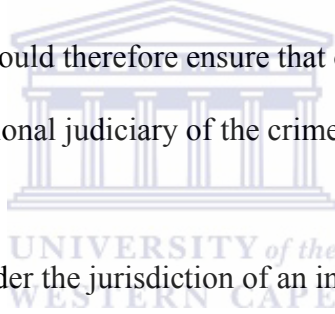 ould therefore ensure that
ional judiciary of the crime
UNIVERSITY of the
der the jurisdiction of an in
WESTERN CAPE